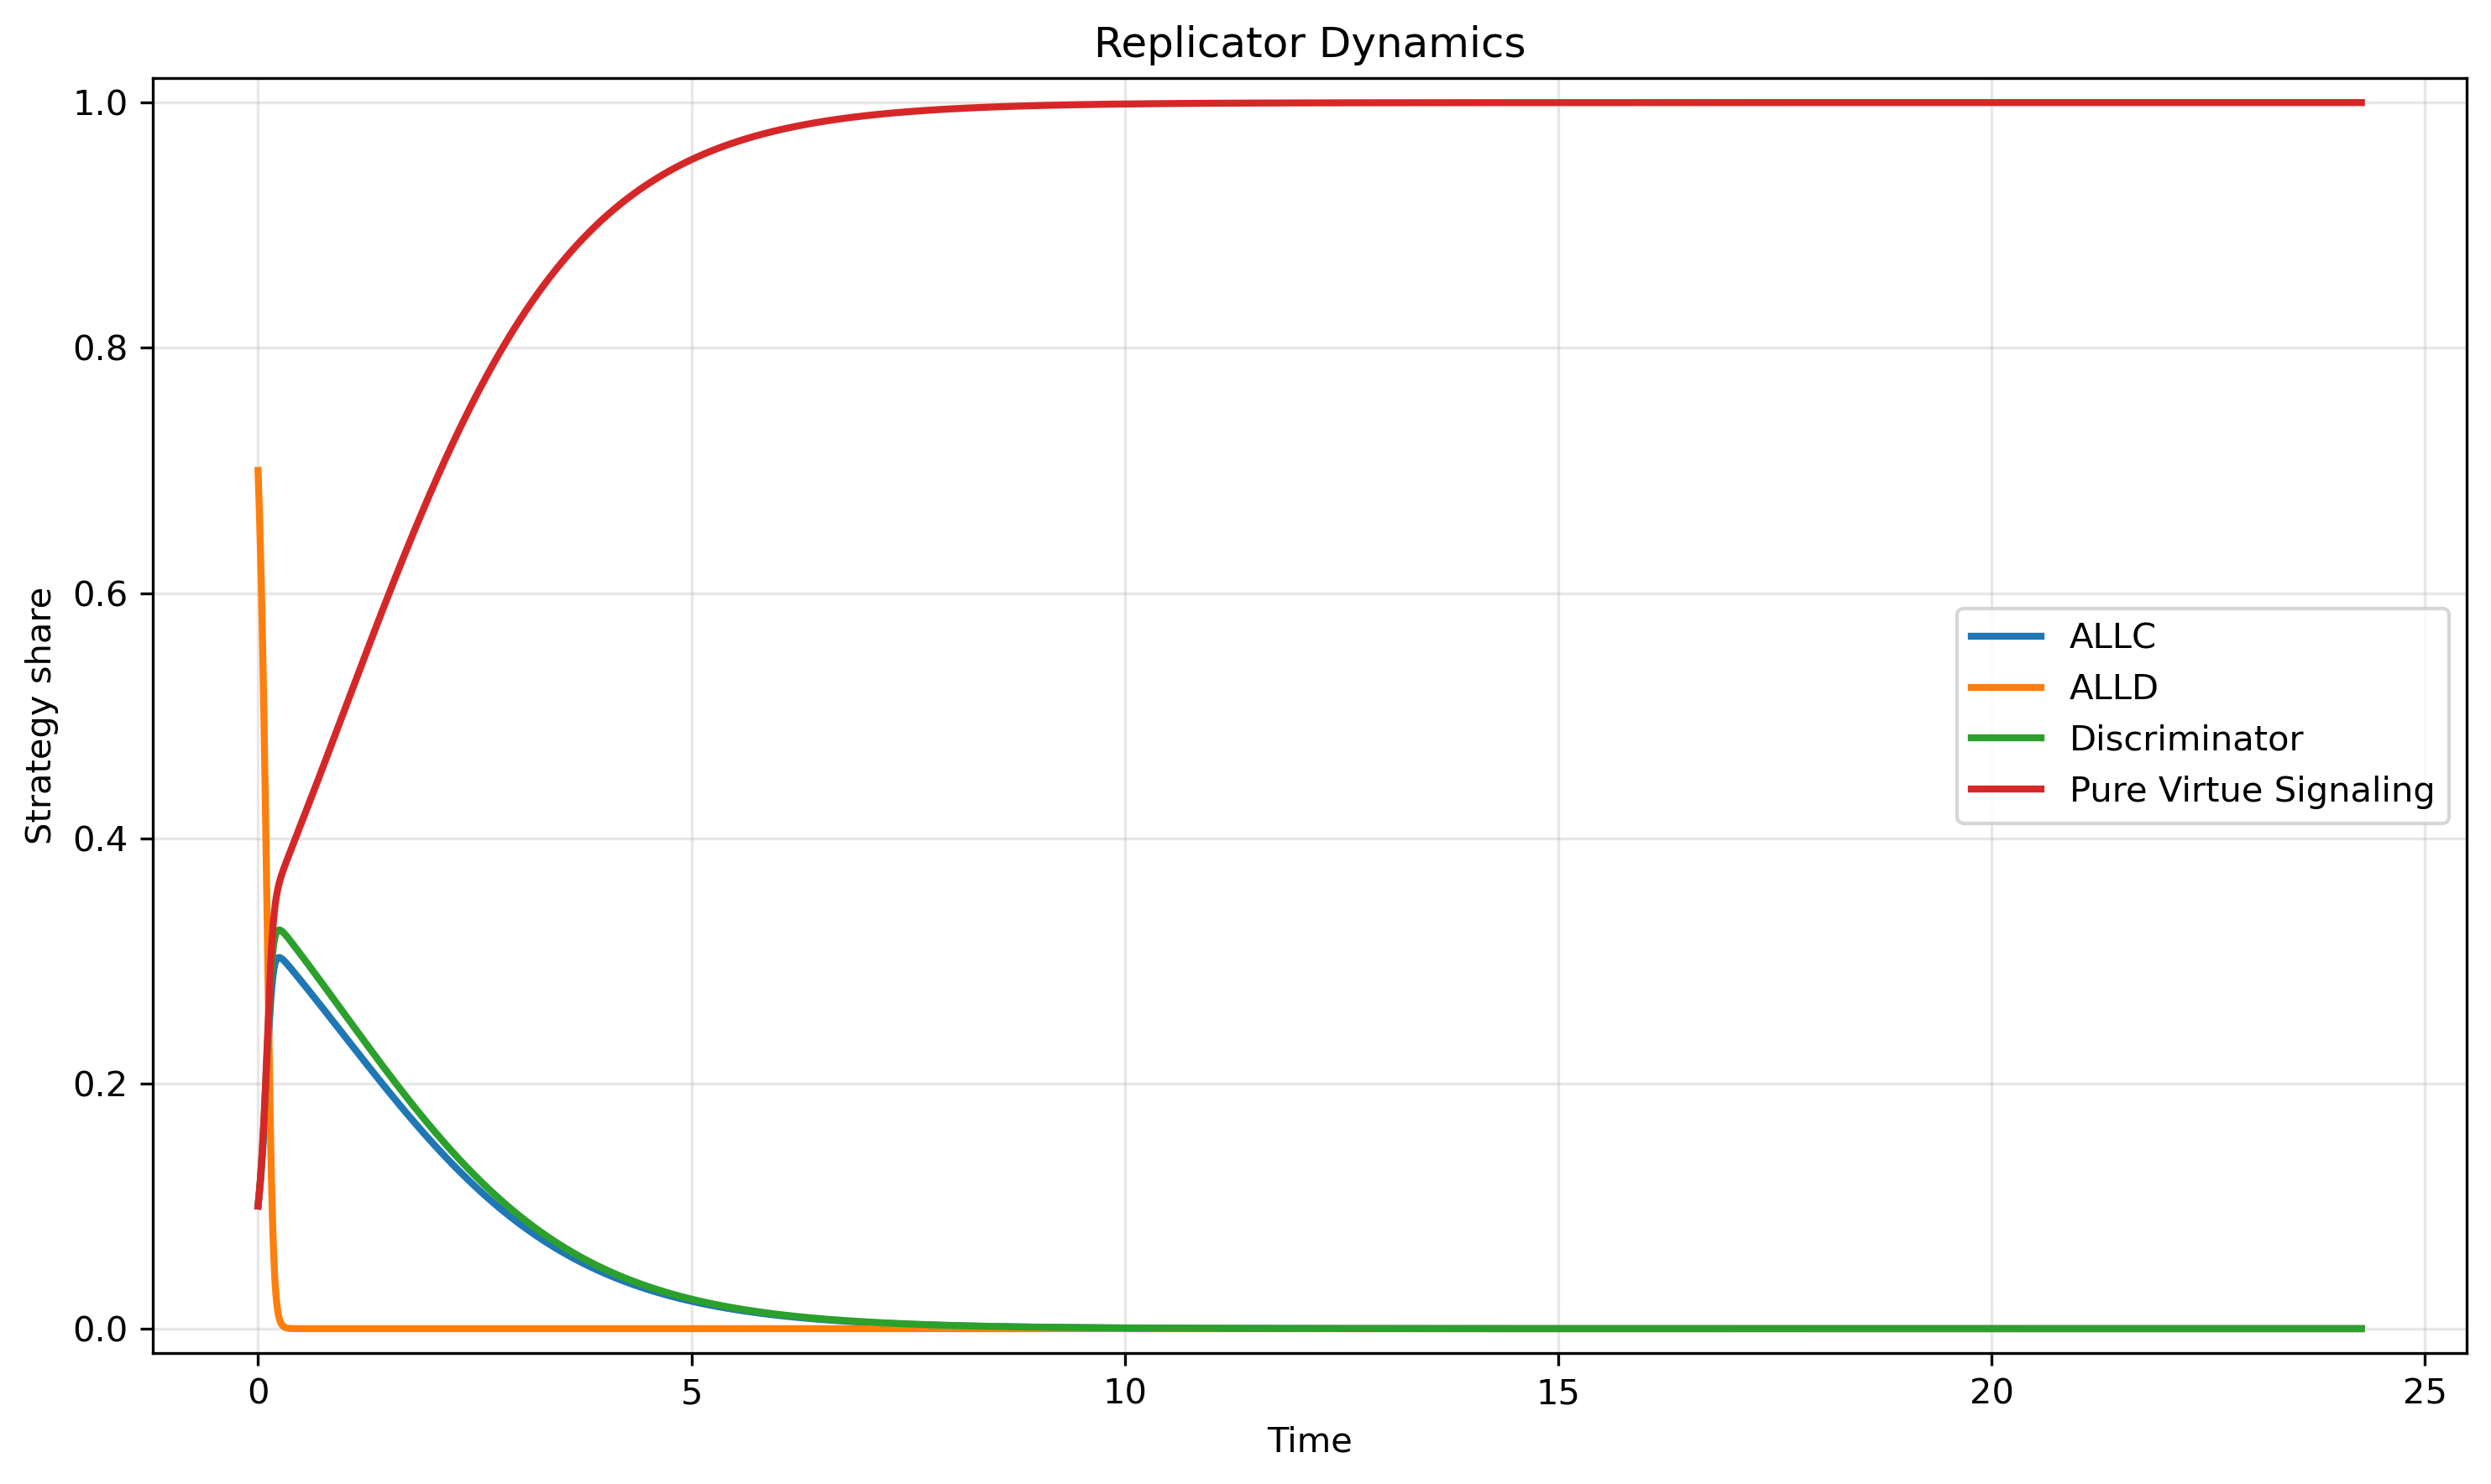 Replicator Dynamics
1.0
0.8
0.6
0.4
0.2
0.0
Strategy share
ALLC
ALLD
Discriminator
Pure Virtue Signaling
0 5 10 15 20 25
Time